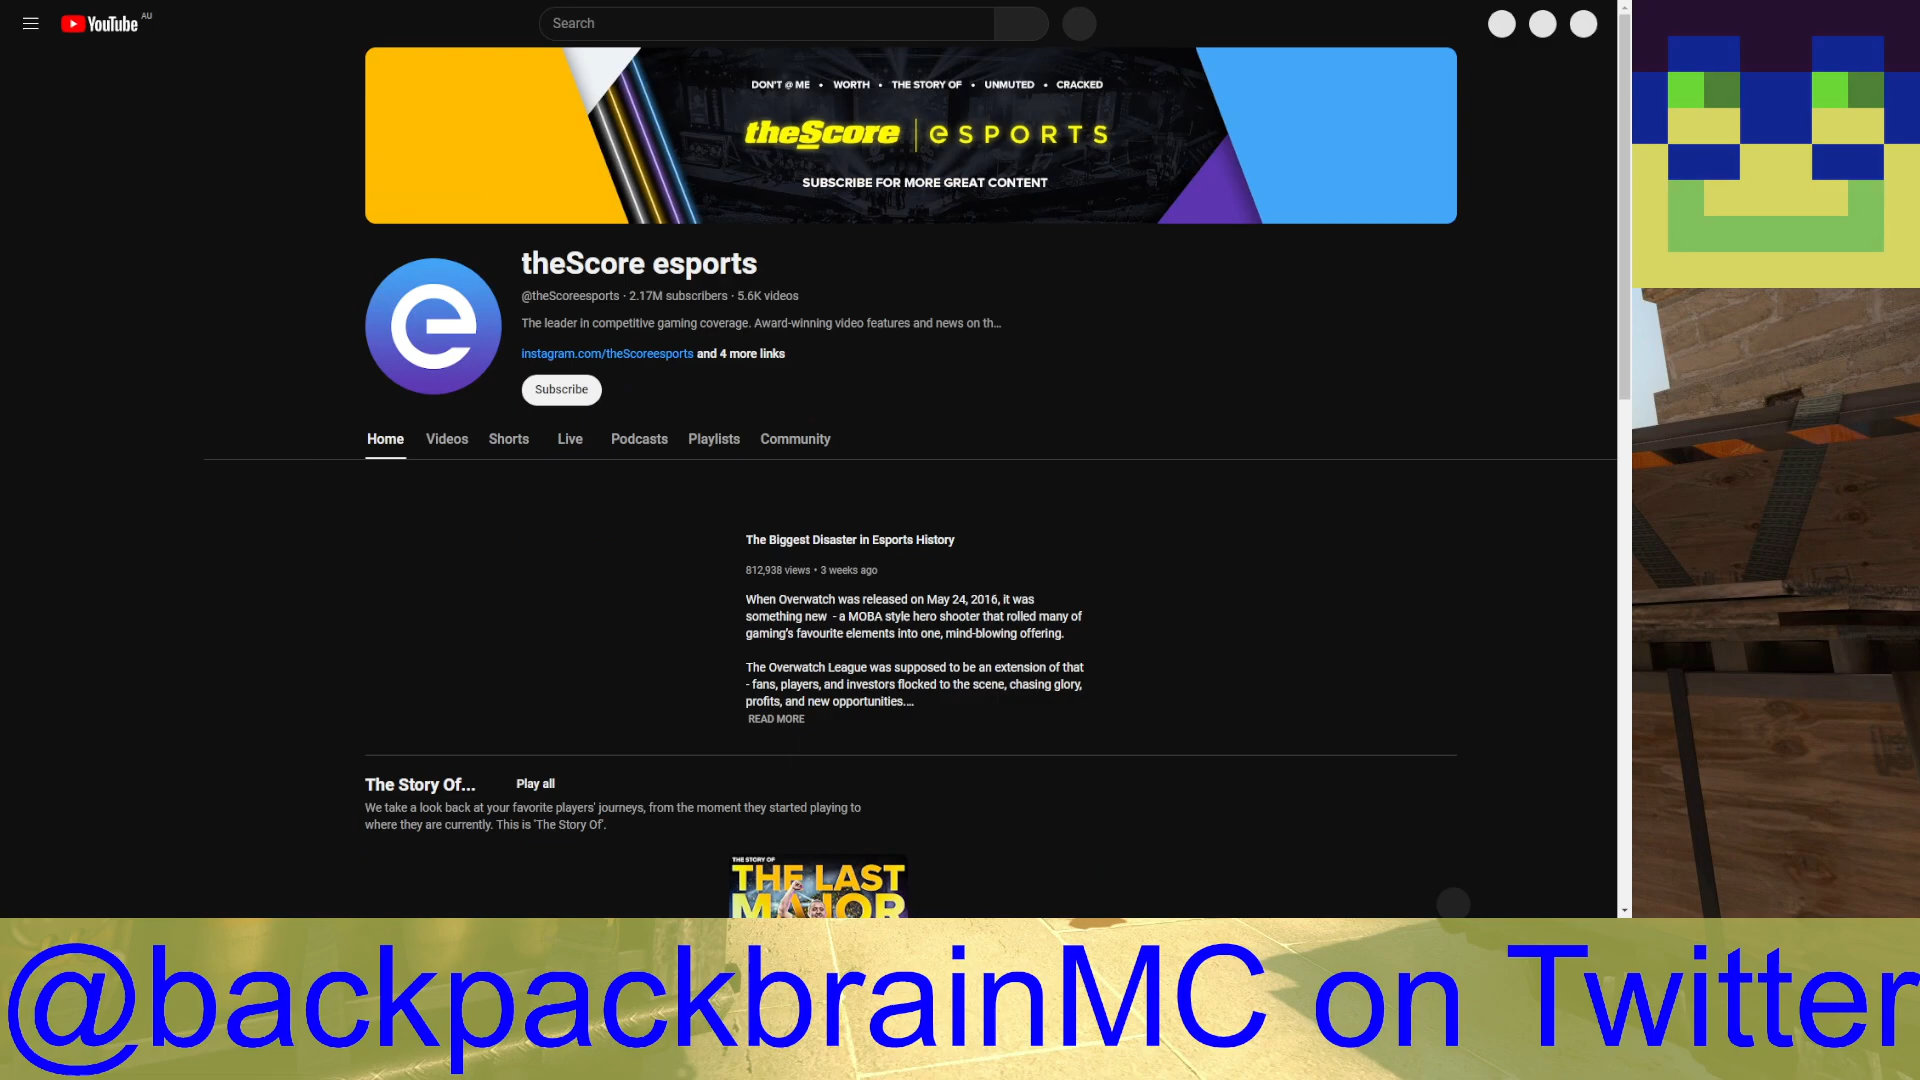 YouTube AU
Search
DON'T @ ME • WORTH • THE STORY OF • UNMUTED • CRACKED
theScore | eSPORTS
SUBSCRIBE FOR MORE GREAT CONTENT
theScore esports
@theScoreesports · 2.17M subscribers · 5.6K videos
The leader in competitive gaming coverage. Award-winning video features and news on th...
instagram.com/theScoreesports and 4 more links
Subscribe
Home Videos Shorts Live Podcasts Playlists Community
The Biggest Disaster in Esports History
812,938 views • 3 weeks ago
When Overwatch was released on May 24, 2016, it was
something new - a MOBA style hero shooter that rolled many of
gaming's favourite elements into one, mind-blowing offering.
The Overwatch League was supposed to be an extension of that
- fans, players, and investors flocked to the scene, chasing glory,
profits, and new opportunities....
READ MORE
The Story Of... Play all
We take a look back at your favorite players' journeys, from the moment they started playing to
where they are currently. This is 'The Story Of'.
THE STORY OF
THE LAST
MAJOR
@backpackbrainMC on Twitter